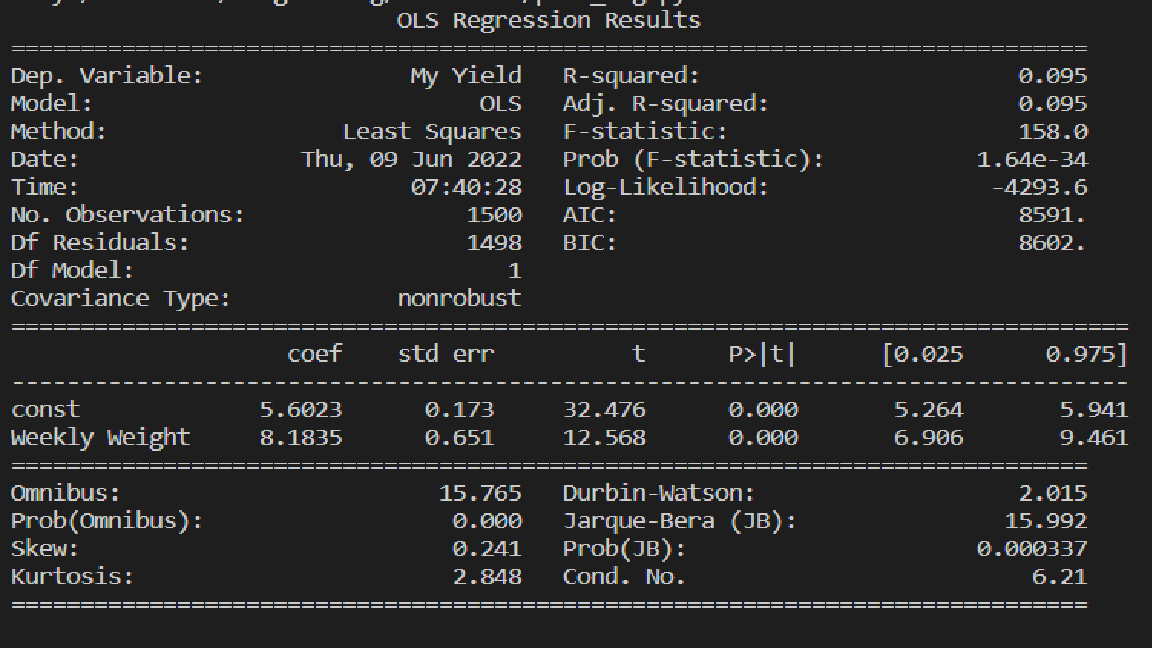 OLS Regression Results
==============================================================================
Dep. Variable: My Yield R-squared: 0.095
Model: OLS Adj. R-squared: 0.095
Method: Least Squares F-statistic: 158.0
Date: Thu, 09 Jun 2022 Prob (F-statistic): 1.64e-34
Time: 07:40:28 Log-Likelihood: -4293.6
No. Observations: 1500 AIC: 8591.
Df Residuals: 1498 BIC: 8602.
Df Model: 1
Covariance Type: nonrobust
=================================================================================
coef std err t P>|t| [0.025 0.975]
---------------------------------------------------------------------------------
const 5.6023 0.173 32.476 0.000 5.264 5.941
Weekly Weight 8.1835 0.651 12.568 0.000 6.906 9.461
==============================================================================
Omnibus: 15.765 Durbin-Watson: 2.015
Prob(Omnibus): 0.000 Jarque-Bera (JB): 15.992
Skew: 0.241 Prob(JB): 0.000337
Kurtosis: 2.848 Cond. No. 6.21
==============================================================================